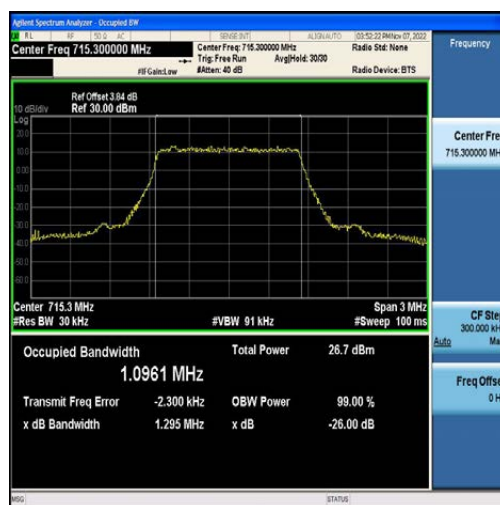 Agilent Spectrum Analyzer - Occupied BW
RL RF 50 Ω AC SENSE:INT ALIGNAUTO 03:52:22 PM Nov 07, 2022
Center Freq 715.300000 MHz
Center Freq: 715.300000 MHz
Radio Std: None
Trig: Free Run
Avg|Hold: 30/30
#IFGain:Low
#Atten: 40 dB
Radio Device: BTS
Ref Offset 3.84 dB
10 dB/div
Ref 30.00 dBm
Log
20.0
10.0
0.00
-10.0
-20.0
-30.0
-40.0
-50.0
-60.0
Center 715.3 MHz
Span 3 MHz
#Res BW 30 kHz
#VBW 91 kHz
#Sweep 100 ms
Occupied Bandwidth
Total Power
26.7 dBm
1.0961 MHz
Transmit Freq Error
-2.300 kHz
OBW Power
99.00 %
x dB Bandwidth
1.295 MHz
x dB
-26.00 dB
MSG
STATUS
Frequency
Center Fre
715.300000 MH
CF Ste
300.000 kH
Auto Ma
Freq Offse
0 H